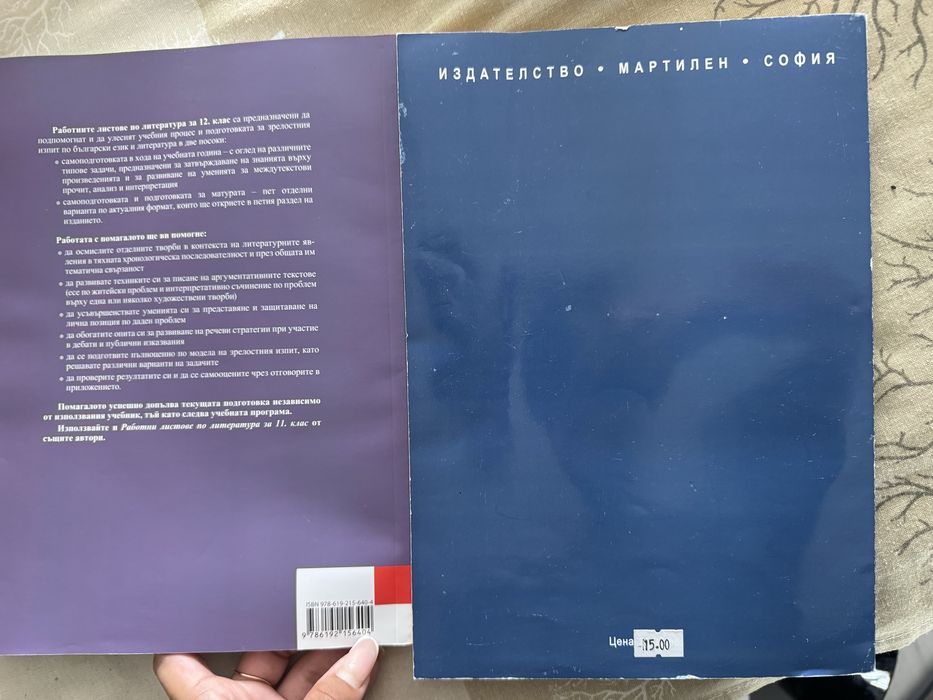 Работните листове по литература за 12. клас са предназначени да
подпомогнат и да улеснят учебния процес и подготовката за зрелостния
изпит по български език и литература в две посоки:
• самоподготовката в хода на учебната година – с оглед на различните
типове задачи, предназначени за затвърждаване на знанията върху
произведенията и за развиване на уменията за междутекстови
прочит, анализ и интерпретация
• самоподготовката и подготовката за матурата – пет отделни
варианта по актуалния формат, които ще откриете в петия раздел на
изданието.
Работата с помагалото ще ви помогне:
• да осмислите отделните творби в контекста на литературните яв-
ления в тяхната хронологическа последователност и през общата им
тематична свързаност
• да развивате техниките си за писане на аргументативните текстове
(есе по житейски проблем и интерпретативно съчинение по проблем
върху една или няколко художествени творби)
• да усъвършенствате уменията си за представяне и защитаване на
лична позиция по даден проблем
• да обогатите опита си за развиване на речеви стратегии при участие
в дебати и публични изказвания
• да се подготвите пълноценно по модела на зрелостния изпит, като
решавате различни варианти на задачите
• да проверите резултатите си и да се самооцените чрез отговорите в
приложението.
Помагалото успешно допълва текущата подготовка независимо
от използвания учебник, тъй като следва учебната програма.
Използвайте и Работни листове по литература за 11. клас от
същите автори.
ISBN 978-619-215-640-4
9 786192 156404
ИЗДАТЕЛСТВО • МАРТИЛЕН • СОФИЯ
Цена 15.00